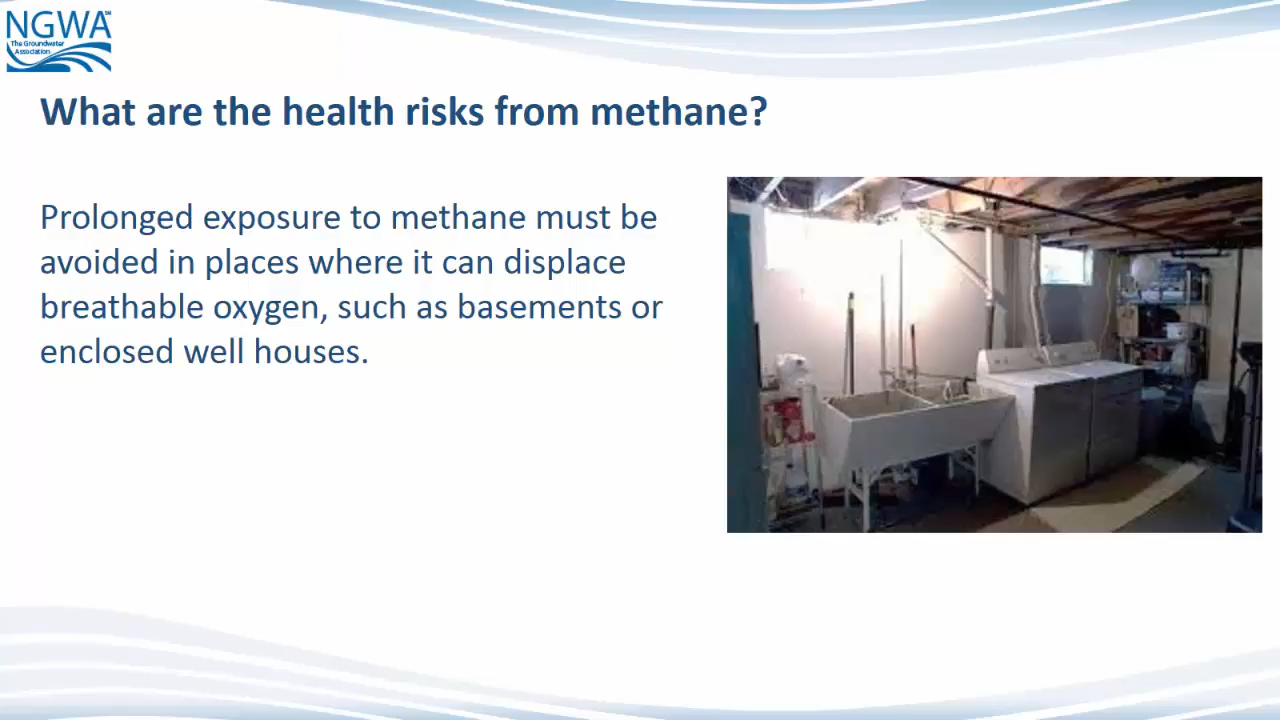 NGWA
The Groundwater
Association
What are the health risks from methane?
Prolonged exposure to methane must be
avoided in places where it can displace
breathable oxygen, such as basements or
enclosed well houses.